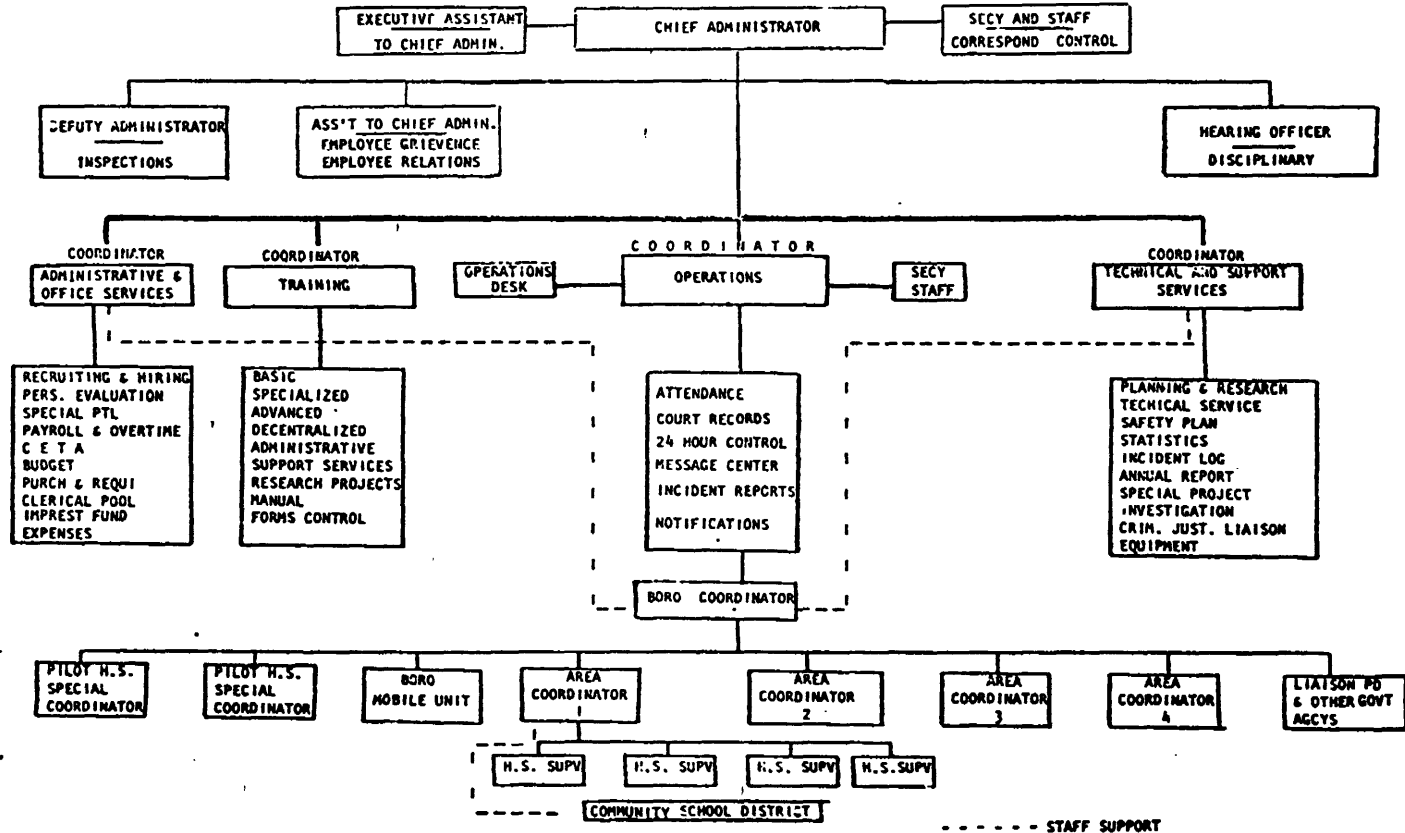 EXECUTIVE ASSISTANT
TO CHIEF ADMIN.
CHIEF ADMINISTRATOR
SECY AND STAFF
CORRESPOND CONTROL
DEFUTY ADMINISTRATOR
INSPECTIONS
ASS'T TO CHIEF ADMIN.
EMPLOYEE GRIEVENCE
EMPLOYEE RELATIONS
HEARING OFFICER
DISCIPLINARY
COORDINATOR
ADMINISTRATIVE &
OFFICE SERVICES
COORDINATOR
TRAINING
COORDINATOR
OPERATIONS
OPERATIONS
DESK
SECY
STAFF
COORDINATOR
TECHNICAL AND SUPPORT
SERVICES
RECRUITING & HIRING
PERS. EVALUATION
SPECIAL PTL
PAYROLL & OVERTIME
C E T A
BUDGET
PURCH & REQUI
CLERICAL POOL
IMPREST FUND
EXPENSES
BASIC
SPECIALIZED
ADVANCED
DECENTRALIZED
ADMINISTRATIVE
SUPPORT SERVICES
RESEARCH PROJECTS
MANUAL
FORMS CONTROL
ATTENDANCE
COURT RECORDS
24 HOUR CONTROL
MESSAGE CENTER
INCIDENT REPORTS
NOTIFICATIONS
PLANNING & RESEARCH
TECHICAL SERVICE
SAFETY PLAN
STATISTICS
INCIDENT LOG
ANNUAL REPORT
SPECIAL PROJECT
INVESTIGATION
CRIM. JUST. LIAISON
EQUIPMENT
BORO COORDINATOR
PILOT H.S.
SPECIAL
COORDINATOR
PILOT H.S.
SPECIAL
COORDINATOR
BORO
MOBILE UNIT
AREA
COORDINATOR
AREA
COORDINATOR
2
AREA
COORDINATOR
3
AREA
COORDINATOR
4
LIAISON PD
& OTHER GOVT
AGCYS
H.S. SUPV
H.S. SUPV
H.S. SUPV
H.S.SUPV
COMMUNITY SCHOOL DISTRICT
STAFF SUPPORT